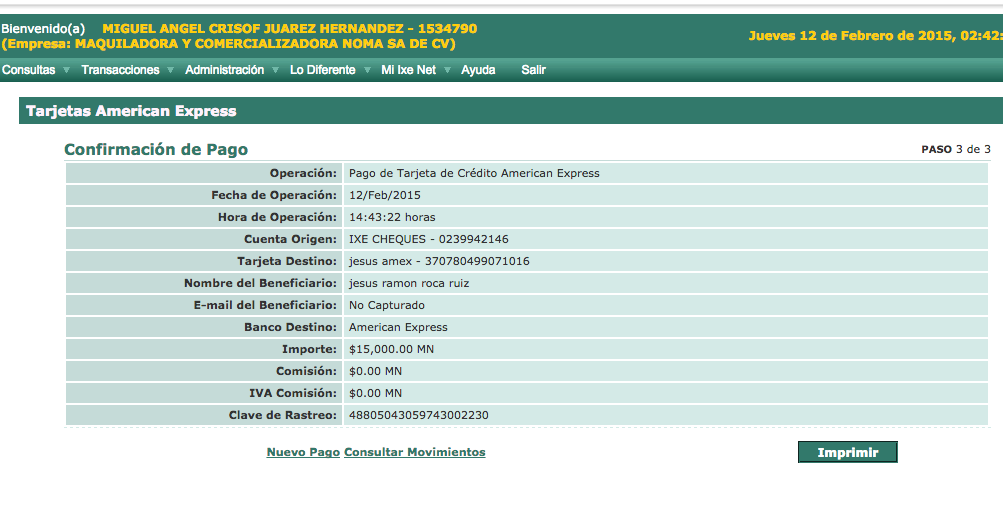 Bienvenido(a) MIGUEL ANGEL CRISOF JUAREZ HERNANDEZ - 1534790
(Empresa: MAQUILADORA Y COMERCIALIZADORA NOMA SA DE CV)
Jueves 12 de Febrero de 2015, 02:42:
Consultas Transacciones Administración Lo Diferente Mi Ixe Net Ayuda Salir
Tarjetas American Express
Confirmación de Pago PASO 3 de 3
Operación: Pago de Tarjeta de Crédito American Express
Fecha de Operación: 12/Feb/2015
Hora de Operación: 14:43:22 horas
Cuenta Origen: IXE CHEQUES - 0239942146
Tarjeta Destino: jesus amex - 370780499071016
Nombre del Beneficiario: jesus ramon roca ruiz
E-mail del Beneficiario: No Capturado
Banco Destino: American Express
Importe: $15,000.00 MN
Comisión: $0.00 MN
IVA Comisión: $0.00 MN
Clave de Rastreo: 48805043059743002230
Nuevo Pago Consultar Movimientos Imprimir